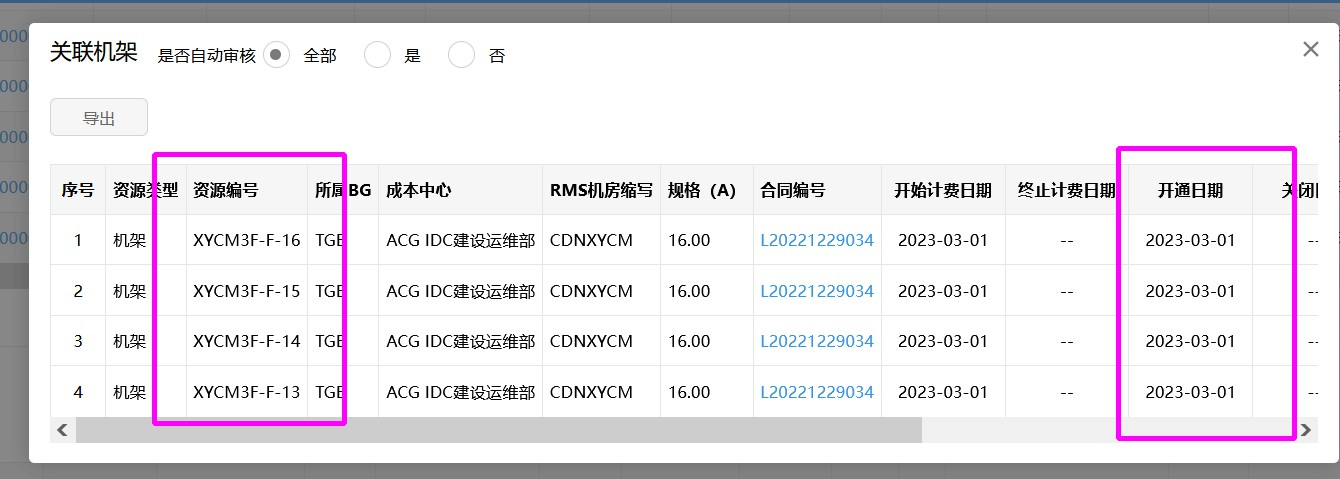 关联机架 是否自动审核 全部 是 否
导出
序号 资源类型 资源编号 所属BG 成本中心 RMS机房缩写 规格（A） 合同编号 开始计费日期 终止计费日期 开通日期
1 机架 XYCM3F-F-16 ACG IDC建设运维部 CDNXYCM 16.00 L20221229034 2023-03-01 -- 2023-03-01 --
2 机架 XYCM3F-F-15 ACG IDC建设运维部 CDNXYCM 16.00 L20221229034 2023-03-01 -- 2023-03-01 --
3 机架 XYCM3F-F-14 ACG IDC建设运维部 CDNXYCM 16.00 L20221229034 2023-03-01 -- 2023-03-01 --
4 机架 XYCM3F-F-13 ACG IDC建设运维部 CDNXYCM 16.00 L20221229034 2023-03-01 -- 2023-03-01 --